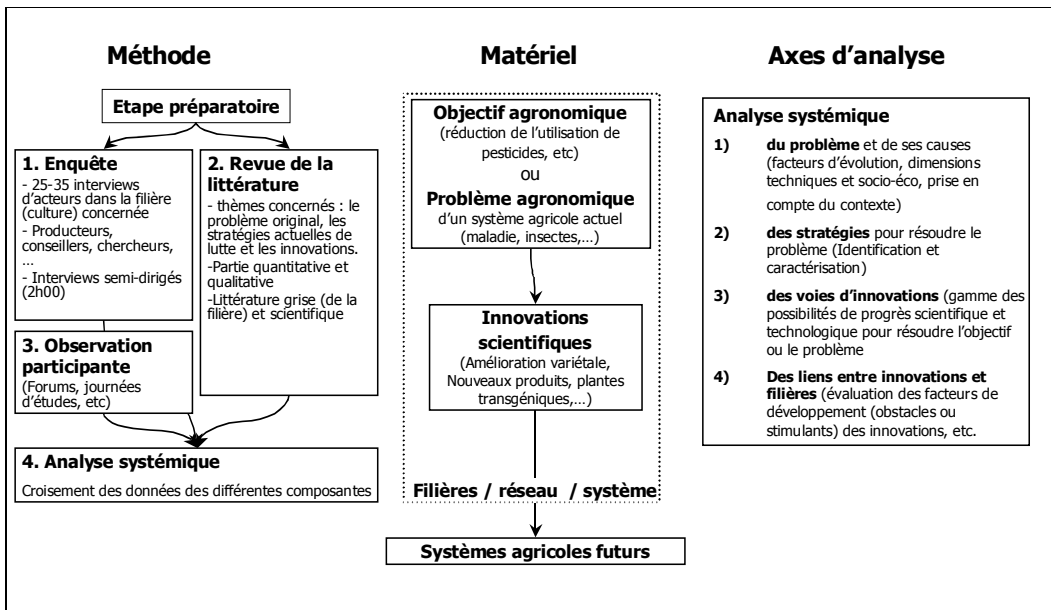 Méthode
Etape préparatoire
1. Enquête
- 25-35 interviews
d'acteurs dans la filière
(culture) concernée
- Producteurs,
conseillers, chercheurs,
…
- Interviews semi-dirigés
(2h00)
2. Revue de la
littérature
- thèmes concernés : le
problème original, les
stratégies actuelles de
lutte et les innovations.
-Partie quantitative et
qualitative
-Littérature grise (de la
filière) et scientifique
3. Observation
participante
(Forums, journées
d'études, etc)
4. Analyse systémique
Croisement des données des différentes composantes
Matériel
Objectif agronomique
(réduction de l'utilisation de
pesticides, etc)
ou
Problème agronomique
d'un système agricole actuel
(maladie, insectes,…)
Innovations
scientifiques
(Amélioration variétale,
Nouveaux produits, plantes
transgéniques,…)
Filières / réseau / système
Systèmes agricoles futurs
Axes d'analyse
Analyse systémique
1) du problème et de ses causes
(facteurs d'évolution, dimensions
techniques et socio-éco, prise en
compte du contexte)
2) des stratégies pour résoudre le
problème (Identification et
caractérisation)
3) des voies d'innovations (gamme des
possibilités de progrès scientifique et
technologique pour résoudre l'objectif
ou le problème
4) Des liens entre innovations et
filières (évaluation des facteurs de
développement (obstacles ou
stimulants) des innovations, etc.